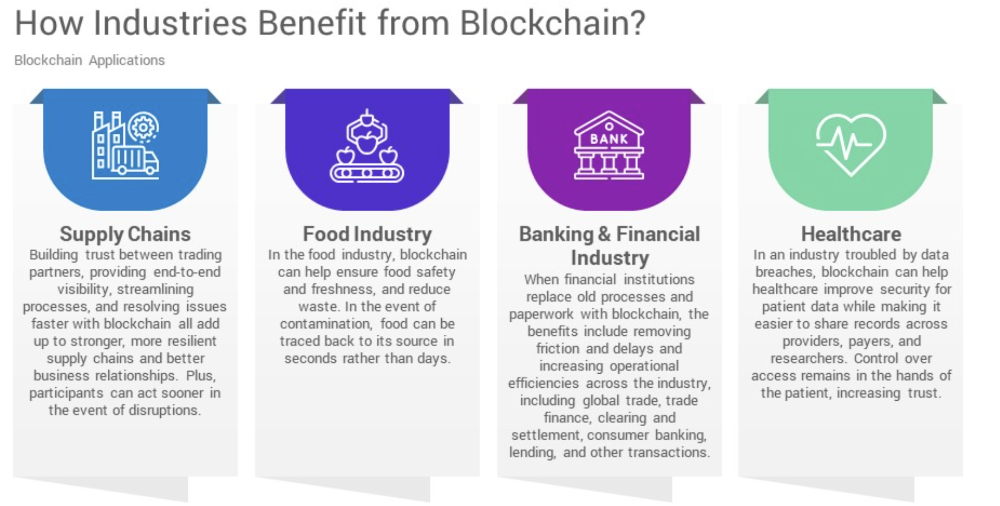 How Industries Benefit from Blockchain?
Blockchain Applications
Supply Chains
Building trust between trading
partners, providing end-to-end
visibility, streamlining
processes, and resolving issues
faster with blockchain all add
up to stronger, more resilient
supply chains and better
business relationships. Plus,
participants can act sooner in
the event of disruptions.
Food Industry
In the food industry, blockchain
can help ensure food safety
and freshness, and reduce
waste. In the event of
contamination, food can be
traced back to its source in
seconds rather than days.
BANK
Banking & Financial
Industry
When financial institutions
replace old processes and
paperwork with blockchain, the
benefits include removing
friction and delays and
increasing operational
efficiencies across the industry,
including global trade, trade
finance, clearing and
settlement, consumer banking,
lending, and other transactions.
Healthcare
In an industry troubled by data
breaches, blockchain can help
healthcare improve security for
patient data while making it
easier to share records across
providers, payers, and
researchers. Control over
access remains in the hands of
the patient, increasing trust.